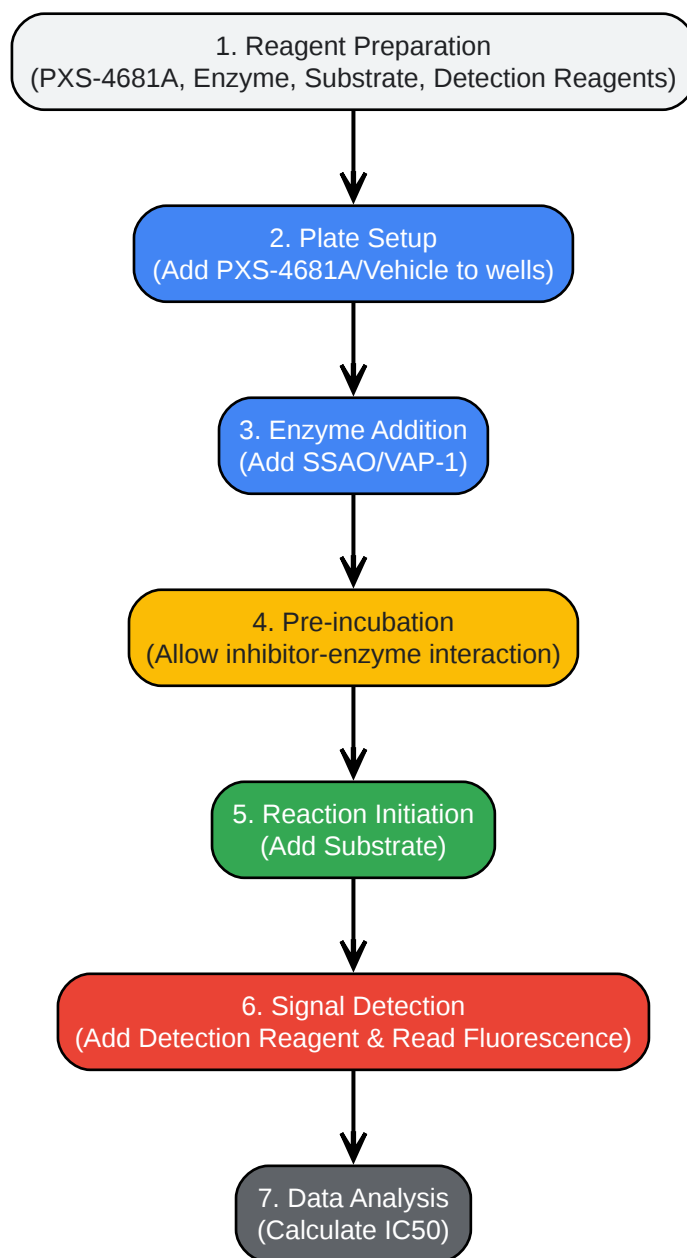 1. Reagent Preparation
(PXS-4681A, Enzyme, Substrate, Detection Reagents)
2. Plate Setup
(Add PXS-4681A/Vehicle to wells)
3. Enzyme Addition
(Add SSAO/VAP-1)
4. Pre-incubation
(Allow inhibitor-enzyme interaction)
5. Reaction Initiation
(Add Substrate)
6. Signal Detection
(Add Detection Reagent & Read Fluorescence)
7. Data Analysis
(Calculate IC50)